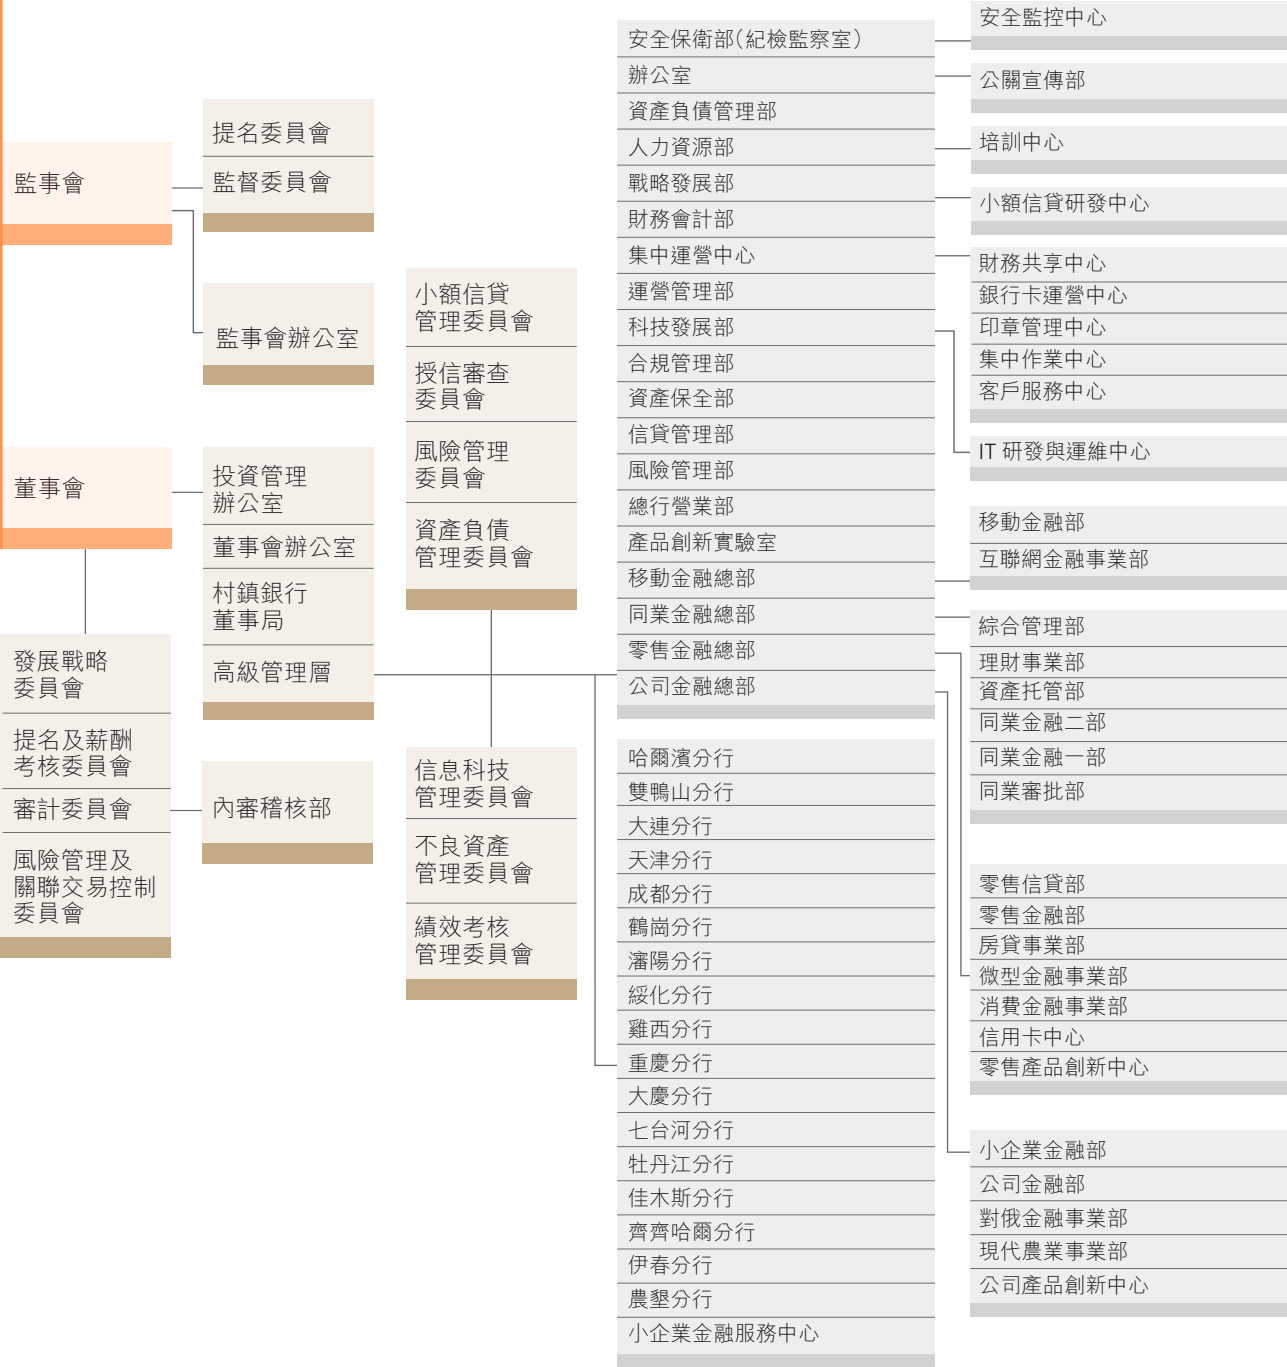 監事會
提名委員會
監督委員會
監事會辦公室
董事會
投資管理
辦公室
董事會辦公室
村鎮銀行
董事局
高級管理層
發展戰略
委員會
提名及薪酬
考核委員會
審計委員會
風險管理及
關聯交易控制
委員會
內審稽核部
小額信貸
管理委員會
授信審查
委員會
風險管理
委員會
資產負債
管理委員會
信息科技
管理委員會
不良資產
管理委員會
績效考核
管理委員會
安全保衛部(紀檢監察室)
辦公室
資產負債管理部
人力資源部
戰略發展部
財務會計部
集中運營中心
運營管理部
科技發展部
合規管理部
資產保全部
信貸管理部
風險管理部
總行營業部
產品創新實驗室
移動金融總部
同業金融總部
零售金融總部
公司金融總部
哈爾濱分行
雙鴨山分行
大連分行
天津分行
成都分行
鶴崗分行
瀋陽分行
綏化分行
雞西分行
重慶分行
大慶分行
七台河分行
牡丹江分行
佳木斯分行
齊齊哈爾分行
伊春分行
農墾分行
小企業金融服務中心
安全監控中心
公關宣傳部
培訓中心
小額信貸研發中心
財務共享中心
銀行卡運營中心
印章管理中心
集中作業中心
客戶服務中心
IT 研發與運維中心
移動金融部
互聯網金融事業部
綜合管理部
理財事業部
資產托管部
同業金融二部
同業金融一部
同業審批部
零售信貸部
零售金融部
房貸事業部
微型金融事業部
消費金融事業部
信用卡中心
零售產品創新中心
小企業金融部
公司金融部
對俄金融事業部
現代農業事業部
公司產品創新中心